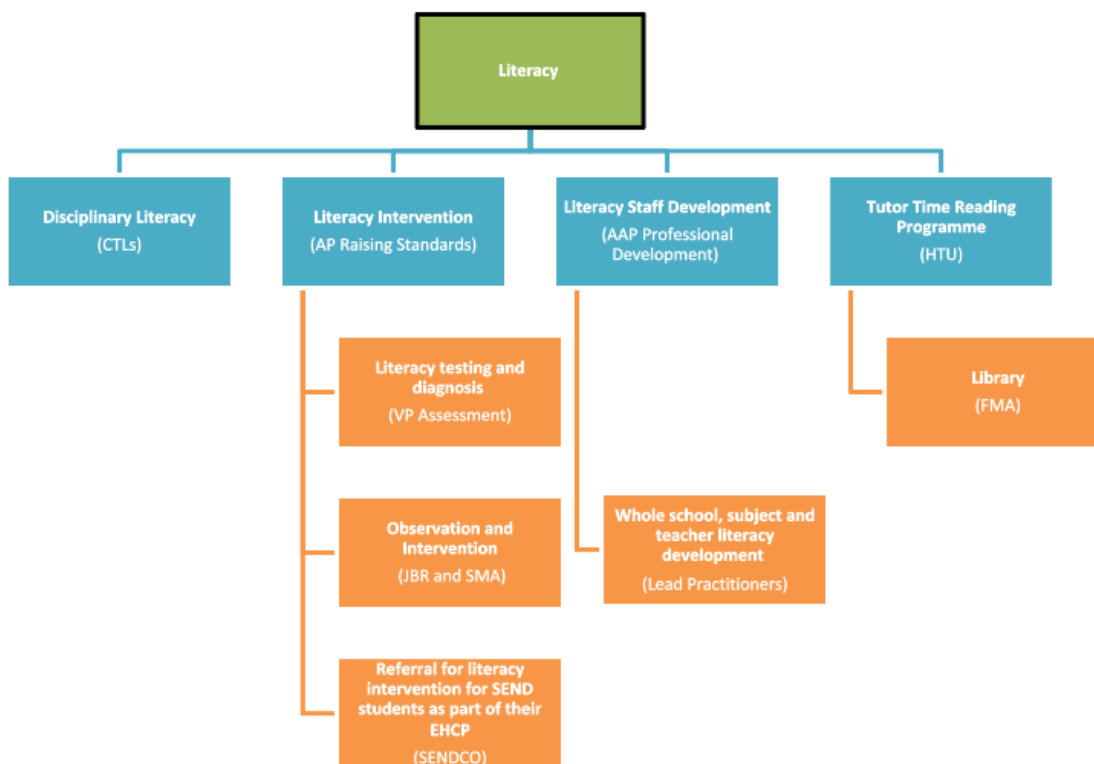 Literacy
Disciplinary Literacy
(CTLs)
Literacy Intervention
(AP Raising Standards)
Literacy Staff Development
(AAP Professional
Development)
Tutor Time Reading
Programme
(HTU)
Literacy testing and
diagnosis
(VP Assessment)
Observation and
Intervention
(JBR and SMA)
Referral for literacy
intervention for SEND
students as part of their
EHCP
(SENDCO)
Whole school, subject and
teacher literacy
development
(Lead Practitioners)
Library
(FMA)